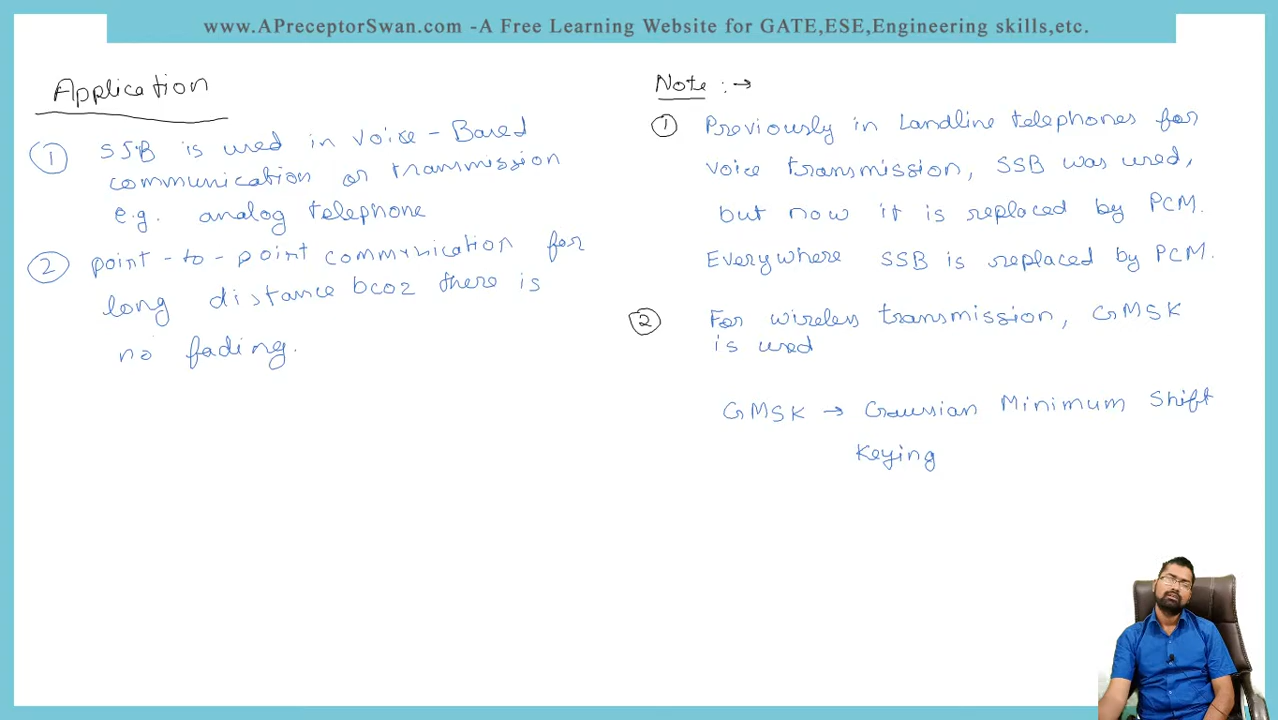 www.APreceptorSwan.com -A Free Learning Website for GATE,ESE,Engineering skills,etc.
Application
① SSB is used in voice - Based
communication or transmission
e.g. analog telephone
② point - to - point communication for
long distance bcoz there is
no fading.
Note :→
① Previously in Landline telephones for
voice transmission, SSB was used,
but now it is replaced by PCM.
Everywhere SSB is replaced by PCM.
② For wireless transmission, GMSK
is used
GMSK → Gaussian Minimum Shift
Keying